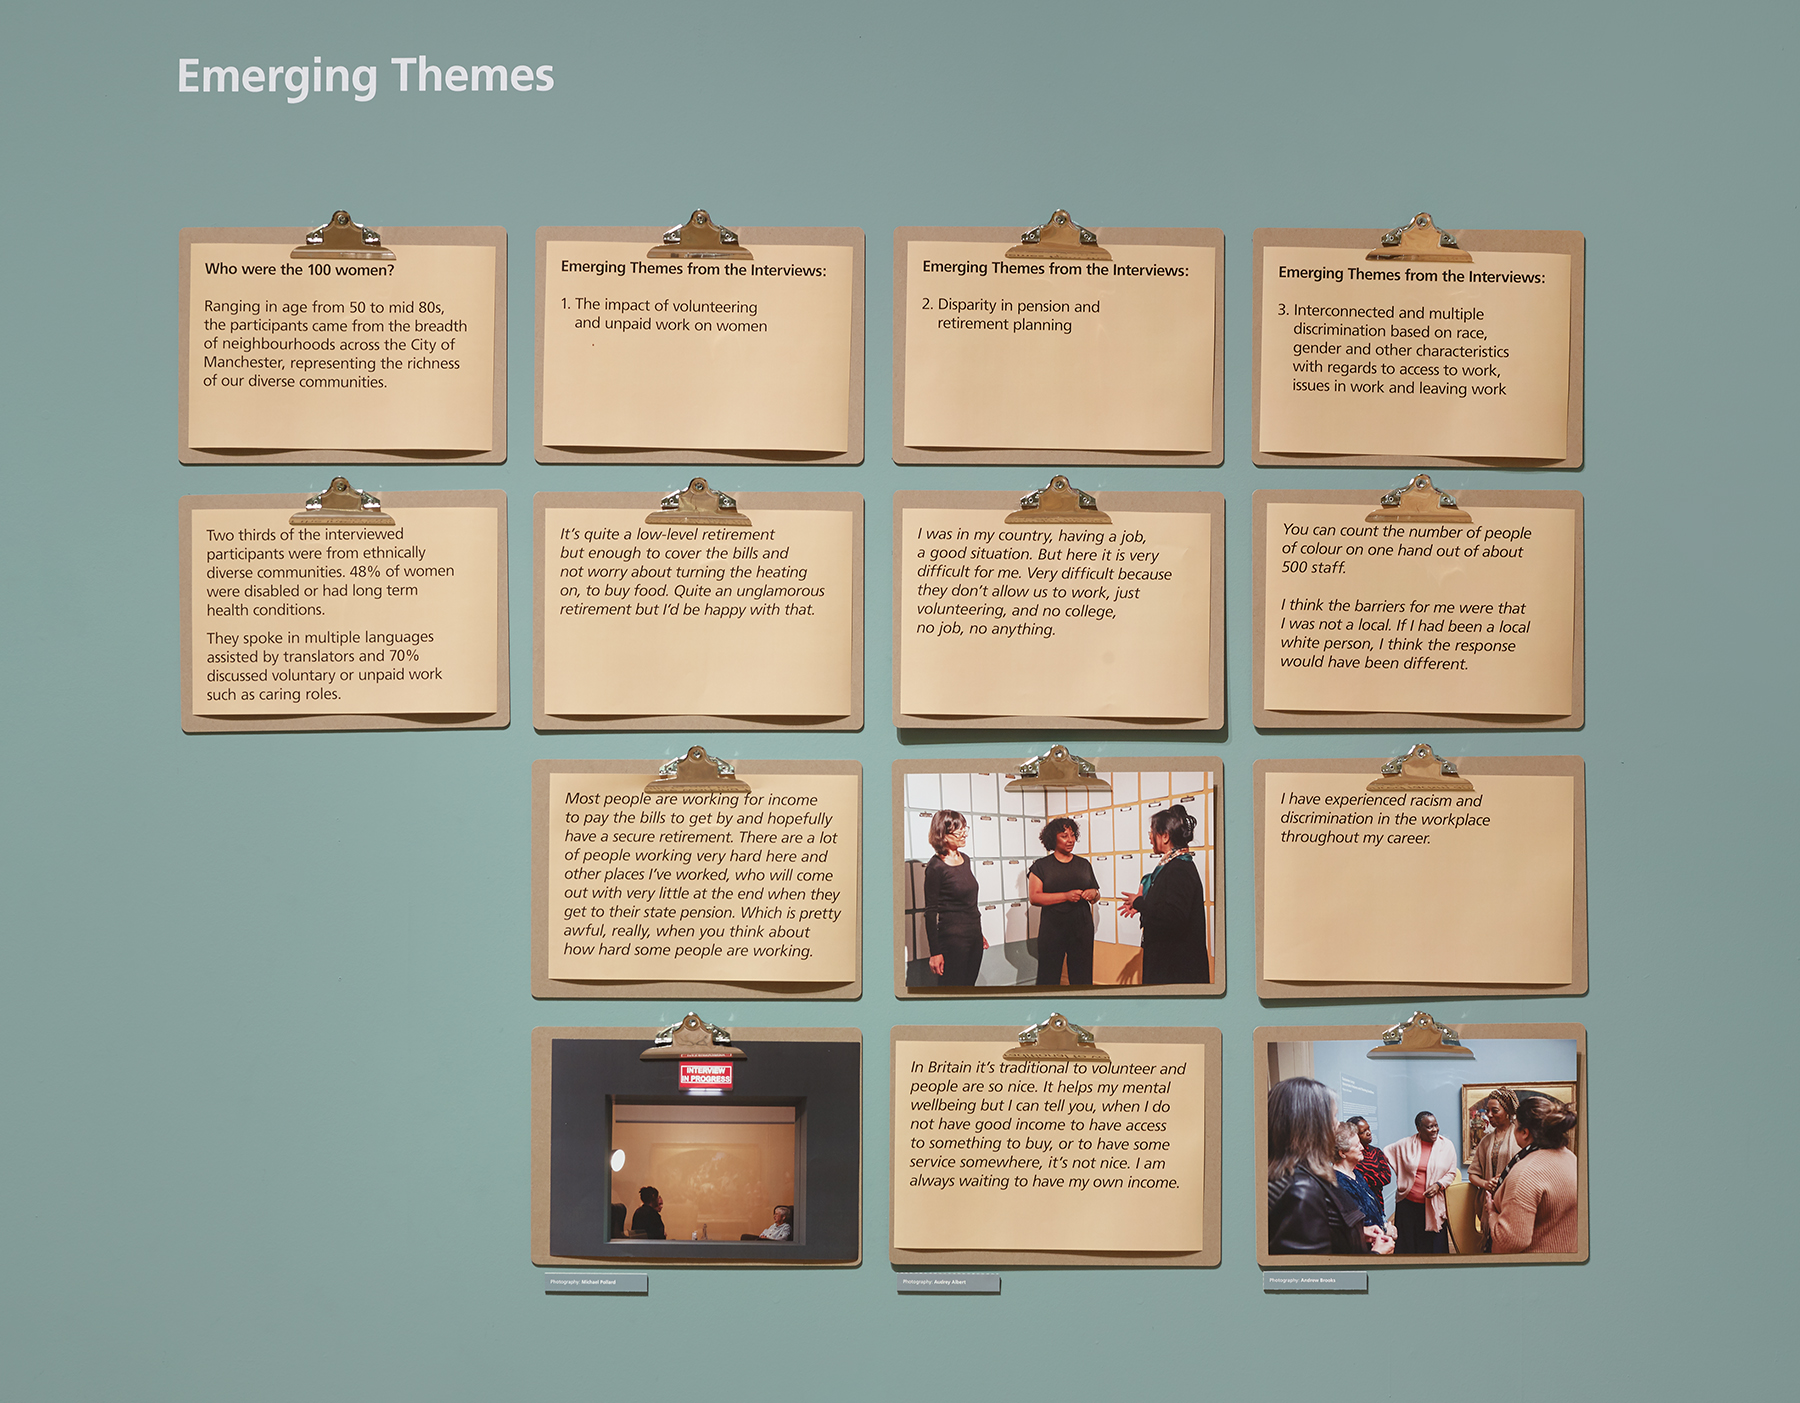 Emerging Themes
Who were the 100 women?
Ranging in age from 50 to mid 80s,
the participants came from the breadth
of neighbourhoods across the City of
Manchester, representing the richness
of our diverse communities.
Two thirds of the interviewed
participants were from ethnically
diverse communities. 48% of women
were disabled or had long term
health conditions.
They spoke in multiple languages
assisted by translators and 70%
discussed voluntary or unpaid work
such as caring roles.
Emerging Themes from the Interviews:
1. The impact of volunteering
and unpaid work on women
It's quite a low-level retirement
but enough to cover the bills and
not worry about turning the heating
on, to buy food. Quite an unglamorous
retirement but I'd be happy with that.
Most people are working for income
to pay the bills to get by and hopefully
have a secure retirement. There are a lot
of people working very hard here and
other places I've worked, who will come
out with very little at the end when they
get to their state pension. Which is pretty
awful, really, when you think about
how hard some people are working.
INTERVIEW
IN PROGRESS
Photography: Michael Pollard
Emerging Themes from the Interviews:
2. Disparity in pension and
retirement planning
I was in my country, having a job,
a good situation. But here it is very
difficult for me. Very difficult because
they don't allow us to work, just
volunteering, and no college,
no job, no anything.
In Britain it's traditional to volunteer and
people are so nice. It helps my mental
wellbeing but I can tell you, when I do
not have good income to have access
to something to buy, or to have some
service somewhere, it's not nice. I am
always waiting to have my own income.
Photography: Audrey Albert
Emerging Themes from the Interviews:
3. Interconnected and multiple
discrimination based on race,
gender and other characteristics
with regards to access to work,
issues in work and leaving work
You can count the number of people
of colour on one hand out of about
500 staff.
I think the barriers for me were that
I was not a local. If I had been a local
white person, I think the response
would have been different.
I have experienced racism and
discrimination in the workplace
throughout my career.
Photography: Andrew Brooks